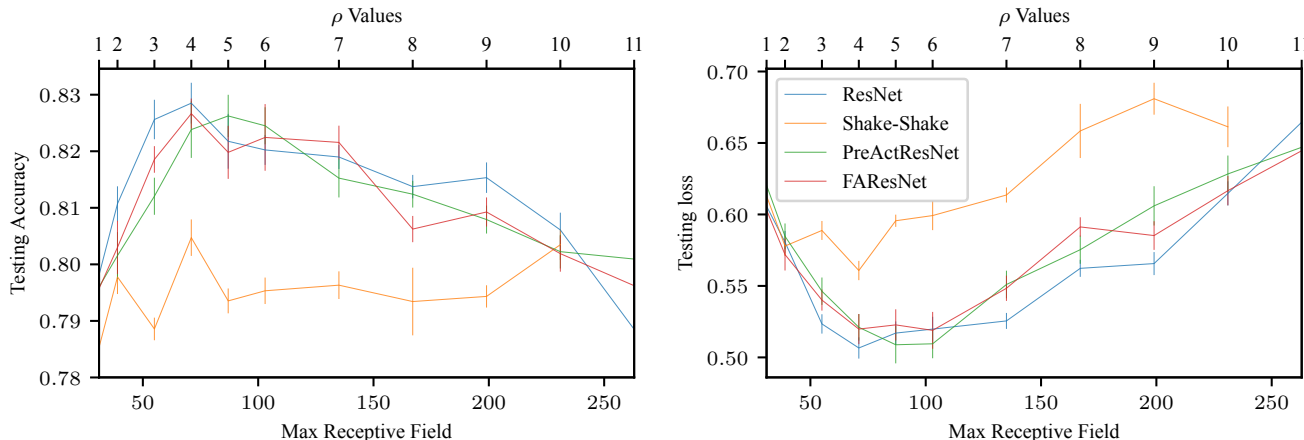 ρ Values
1 2 3 4 5 6 7 8 9 10 11
0.83
0.82
0.81
0.80
0.79
0.78
Testing Accuracy
50 100 150 200 250
Max Receptive Field
ρ Values
1 2 3 4 5 6 7 8 9 10 11
0.70
0.65
0.60
0.55
0.50
Testing loss
ResNet
Shake-Shake
PreActResNet
FAResNet
50 100 150 200 250
Max Receptive Field